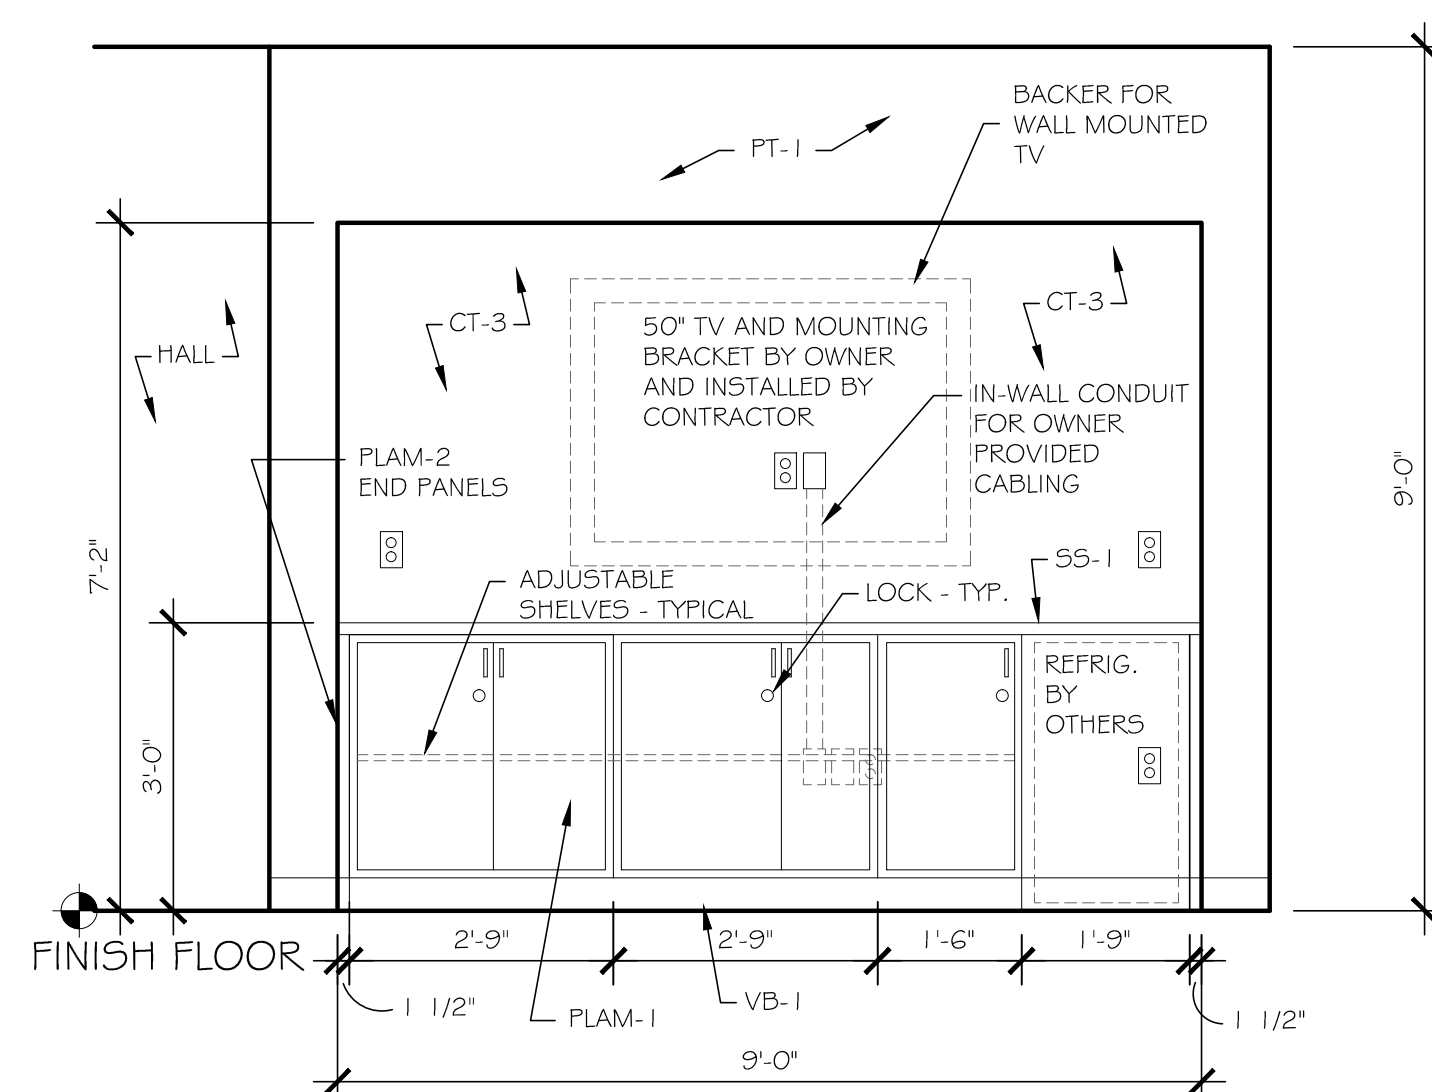 BACKER FOR
WALL MOUNTED
TV
PT-1
CT-3
CT-3
50" TV AND MOUNTING
BRACKET BY OWNER
AND INSTALLED BY
CONTRACTOR
HALL
IN-WALL CONDUIT
FOR OWNER
PROVIDED
CABLING
PLAM-2
END PANELS
9'-0"
7'-2"
SS-1
ADJUSTABLE
SHELVES - TYPICAL
LOCK - TYP.
REFRIG.
BY
OTHERS
3'-0"
FINISH FLOOR
2'-9"
2'-9"
1'-6"
1'-9"
1 1/2"
PLAM-1
VB-1
1 1/2"
9'-0"